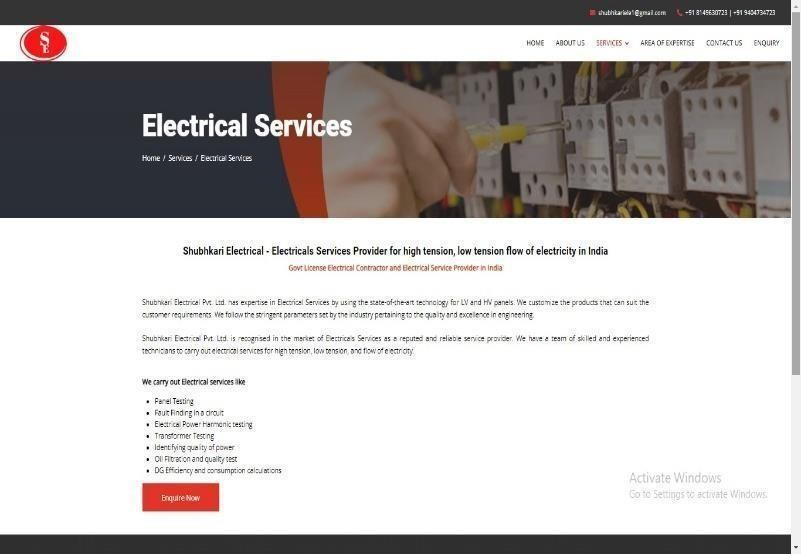 shubhkariele1@gmail.com +91 8149630723 | +91 9404734723
S
E
HOME ABOUT US SERVICES AREA OF EXPERTISE CONTACT US ENQUIRY
Electrical Services
Home / Services / Electrical Services
Shubhkari Electrical - Electricals Services Provider for high tension, low tension flow of electricity in India
Govt License Electrical Contractor and Electrical Service Provider in India
Shubhkari Electrical Pvt. Ltd. has expertise in Electrical Services by using the state-of-the-art technology for LV and HV panels. We customize the products that can suit the
customer requirements. We follow the stringent parameters set by the industry pertaining to the quality and excellence in engineering.
Shubhkari Electrical Pvt. Ltd. is recognised in the market of Electricals Services as a reputed and reliable service provider. We have a team of skilled and experienced
technicians to carry out electrical services for high tension, low tension, and flow of electricity.
We carry out Electrical services like
Panel Testing
Fault Finding in a circuit
Electrical Power Harmonic testing
Transformer Testing
Identifying quality of power
Oil Filtration and quality test
DG Efficiency and consumption calculations
Enquire Now
Activate Windows
Go to Settings to activate Windows.